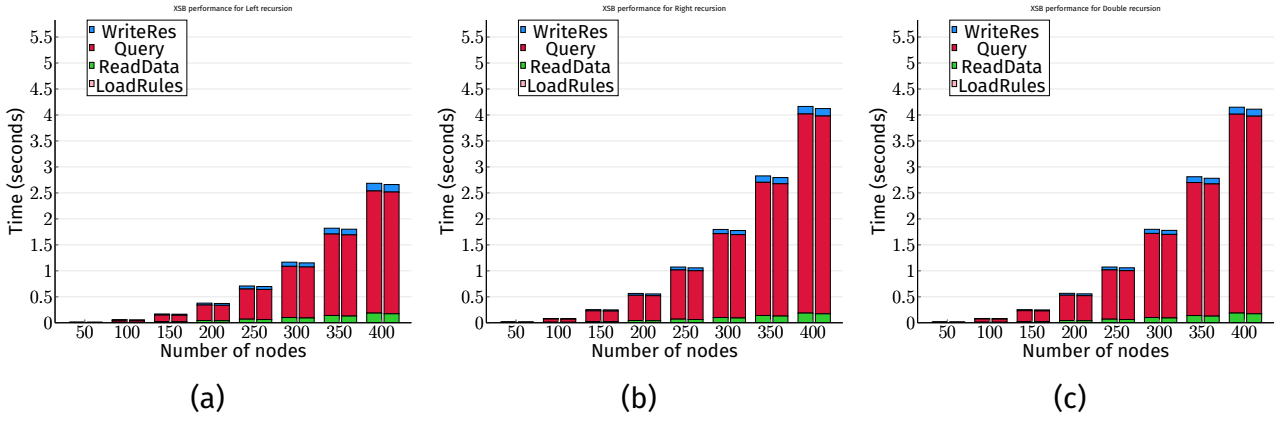 XSB performance for Left recursion
WriteRes
Query
ReadData
LoadRules
5.5
5
4.5
4
3.5
3
2.5
2
1.5
1
0.5
0
Time (seconds)
50 100 150 200 250 300 350 400
Number of nodes
(a)
XSB performance for Right recursion
WriteRes
Query
ReadData
LoadRules
5.5
5
4.5
4
3.5
3
2.5
2
1.5
1
0.5
0
Time (seconds)
50 100 150 200 250 300 350 400
Number of nodes
(b)
XSB performance for Double recursion
WriteRes
Query
ReadData
LoadRules
5.5
5
4.5
4
3.5
3
2.5
2
1.5
1
0.5
0
Time (seconds)
50 100 150 200 250 300 350 400
Number of nodes
(c)